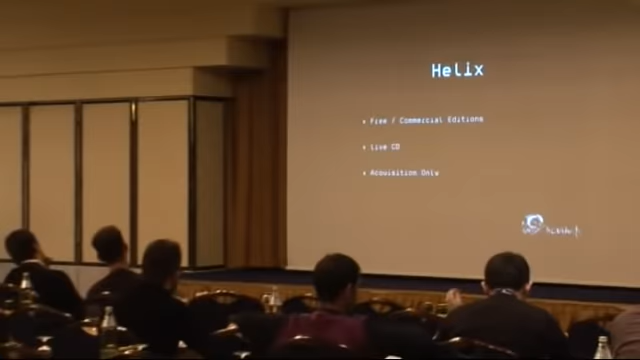 Helix
• Free / Commercial Editions
• Live CD
• Acquisition Only